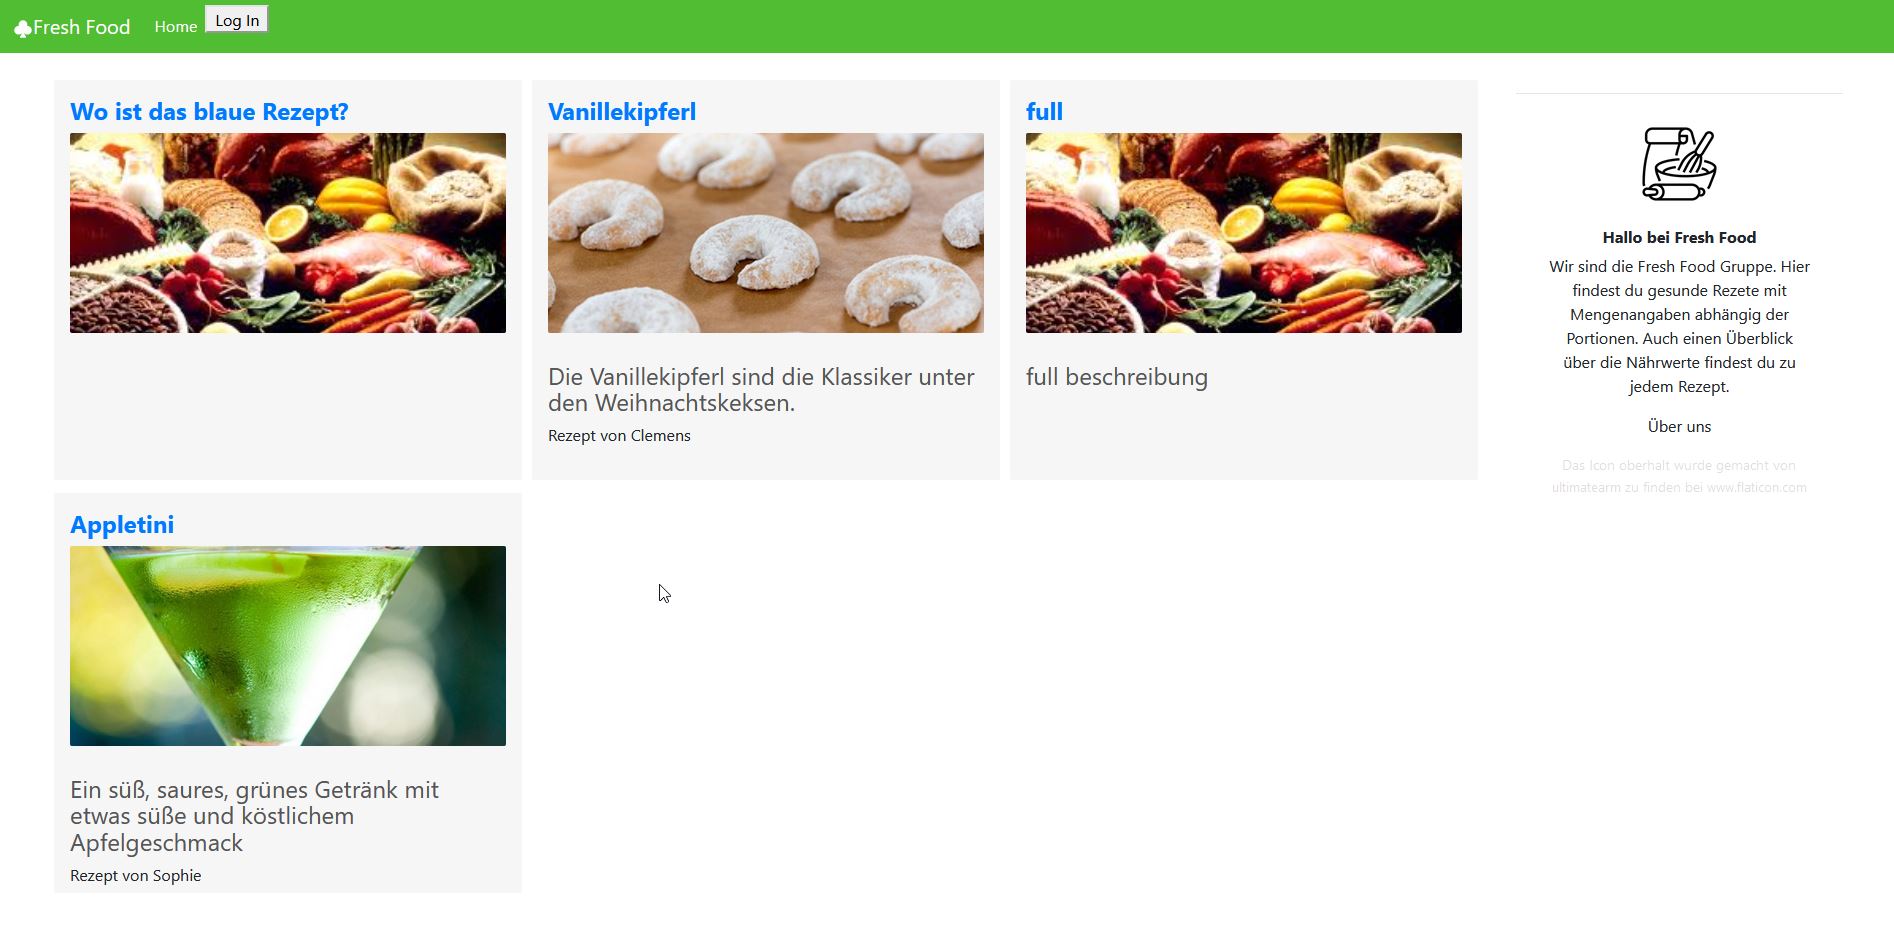 Fresh Food Home Log In
Wo ist das blaue Rezept?
Vanillekipferl
Die Vanillekipferl sind die Klassiker unter
den Weihnachtskeksen.
Rezept von Clemens
full
full beschreibung
Appletini
Ein süß, saures, grünes Getränk mit
etwas süße und köstlichem
Apfelgeschmack
Rezept von Sophie
Hallo bei Fresh Food
Wir sind die Fresh Food Gruppe. Hier
findest du gesunde Rezete mit
Mengenangaben abhängig der
Portionen. Auch einen Überblick
über die Nährwerte findest du zu
jedem Rezept.
Über uns
Das Icon oberhalt wurde gemacht von
ultimatearm zu finden bei www.flaticon.com